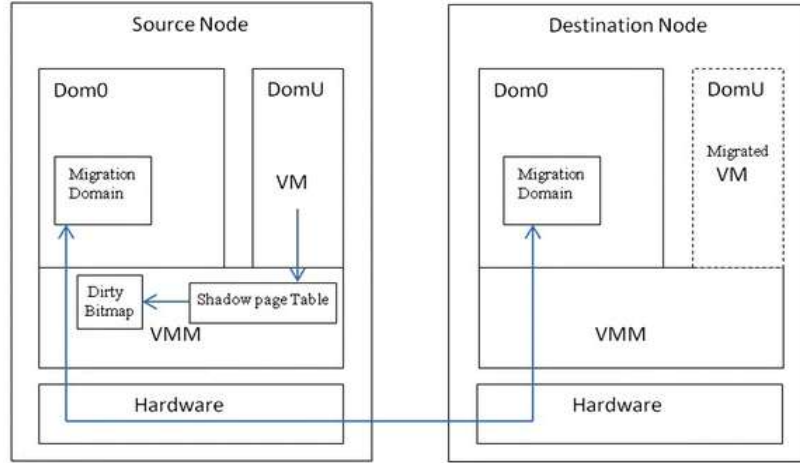 Source Node
Dom0
DomU
Migration
Domain
VM
Dirty
Bitmap
Shadow page Table
VMM
Hardware
Destination Node
Dom0
DomU
Migrated
VM
Migration
Domain
VMM
Hardware